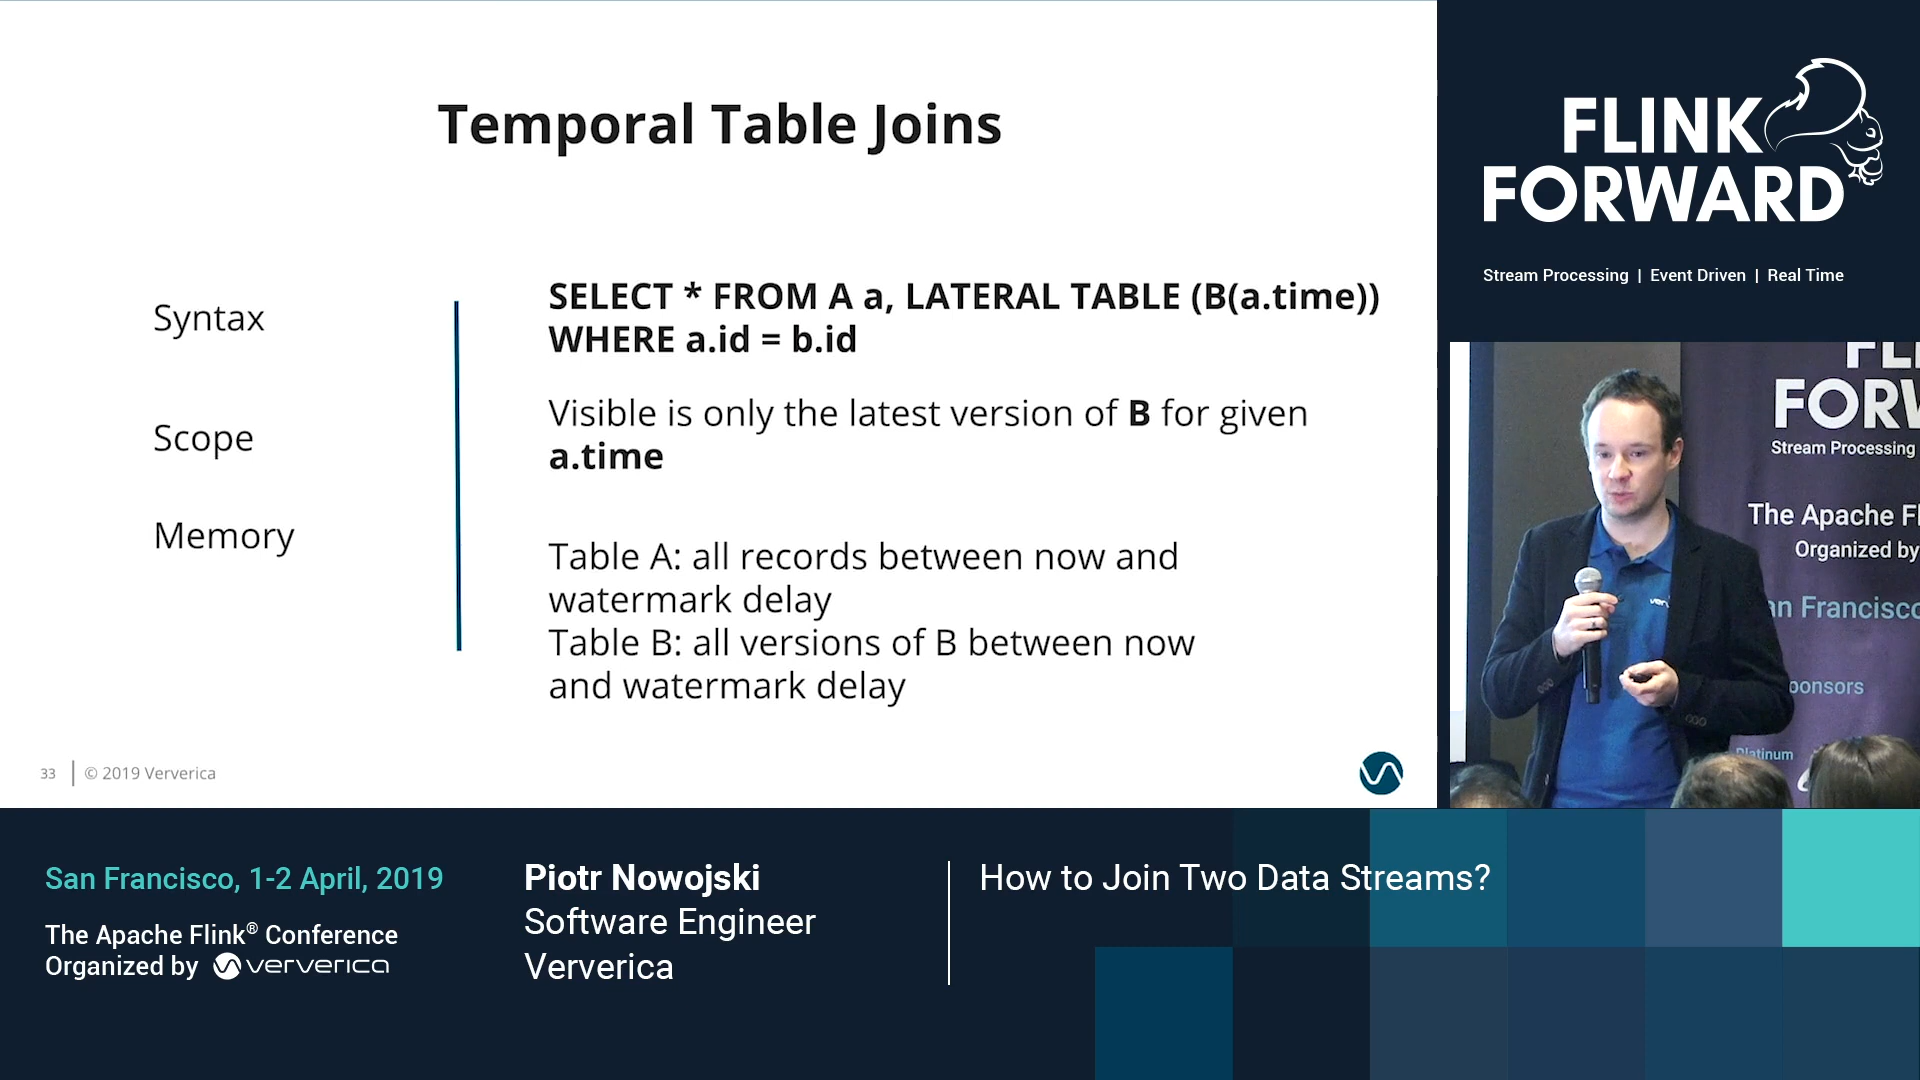 Temporal Table Joins
Syntax
SELECT * FROM A a, LATERAL TABLE (B(a.time))
WHERE a.id = b.id
Scope
Visible is only the latest version of B for given
a.time
Memory
Table A: all records between now and
watermark delay
Table B: all versions of B between now
and watermark delay
33
© 2019 Ververica
FLINK
FORWARD
Stream Processing | Event Driven | Real Time
FORW
Stream Processing
The Apache Fl
Organized by
an Francisco
ponsors
Platinum
San Francisco, 1-2 April, 2019
The Apache Flink® Conference
Organized by ververica
Piotr Nowojski
Software Engineer
Ververica
How to Join Two Data Streams?